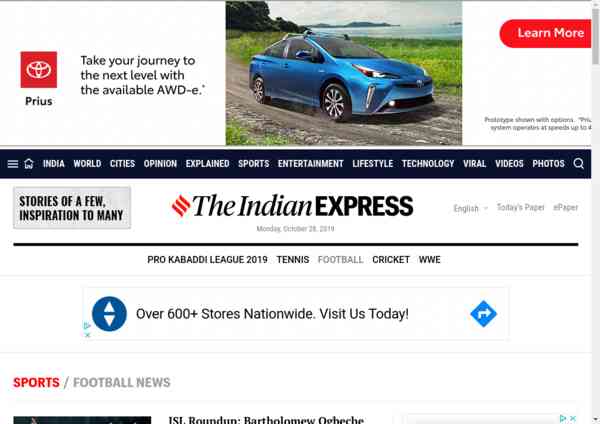 Take your journey to
the next level with
the available AWD-e.*
Prius
Learn More
Prototype shown with options. *Priu
system operates at speeds up to 4
INDIA WORLD CITIES OPINION EXPLAINED SPORTS ENTERTAINMENT LIFESTYLE TECHNOLOGY VIRAL VIDEOS PHOTOS
STORIES OF A FEW,
INSPIRATION TO MANY
The Indian EXPRESS
Monday, October 28, 2019
English Today's Paper ePaper
PRO KABADDI LEAGUE 2019 TENNIS FOOTBALL CRICKET WWE
Over 600+ Stores Nationwide. Visit Us Today!
SPORTS / FOOTBALL NEWS
ISL Roundup: Bartholomew Ogbeche